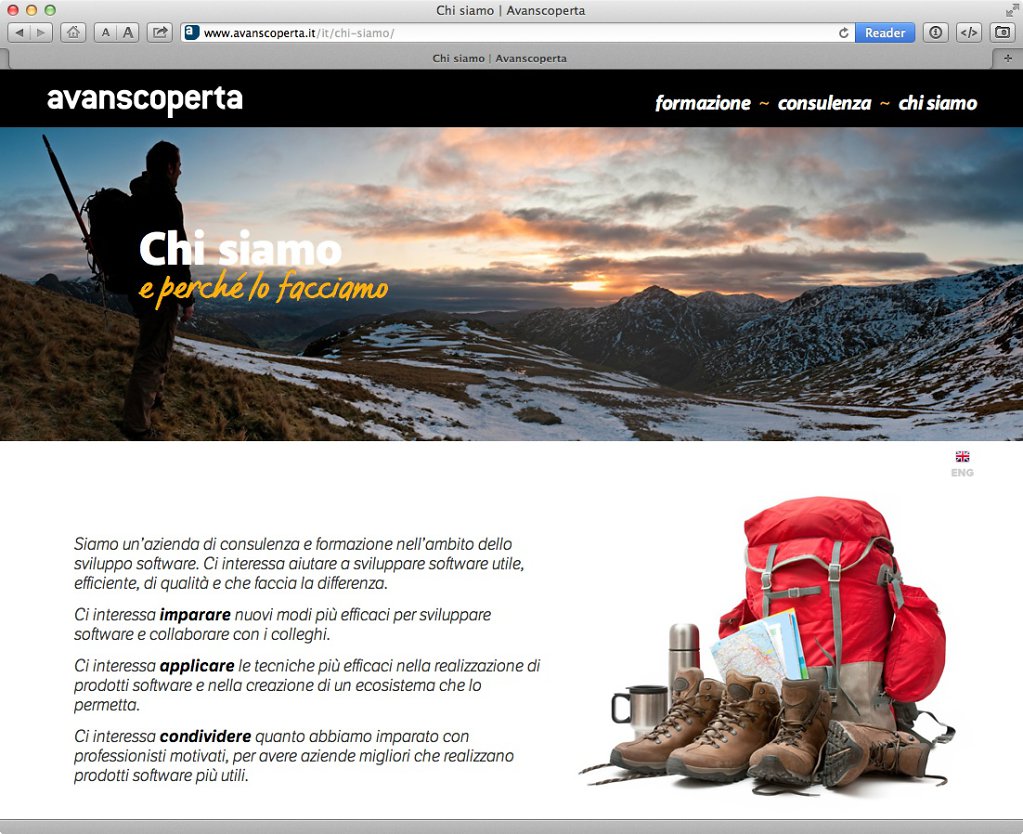 Chi siamo | Avanscoperta
A A
a www.avanscoperta.it/it/chi-siamo/
Reader
</>
Chi siamo | Avanscoperta
+
avanscoperta
formazione ~ consulenza ~ chi siamo
Chi siamo
e perché lo facciamo
ENG
Siamo un'azienda di consulenza e formazione nell'ambito dello
sviluppo software. Ci interessa aiutare a sviluppare software utile,
efficiente, di qualità e che faccia la differenza.
Ci interessa imparare nuovi modi più efficaci per sviluppare
software e collaborare con i colleghi.
Ci interessa applicare le tecniche più efficaci nella realizzazione di
prodotti software e nella creazione di un ecosistema che lo
permetta.
Ci interessa condividere quanto abbiamo imparato con
professionisti motivati, per avere aziende migliori che realizzano
prodotti software più utili.